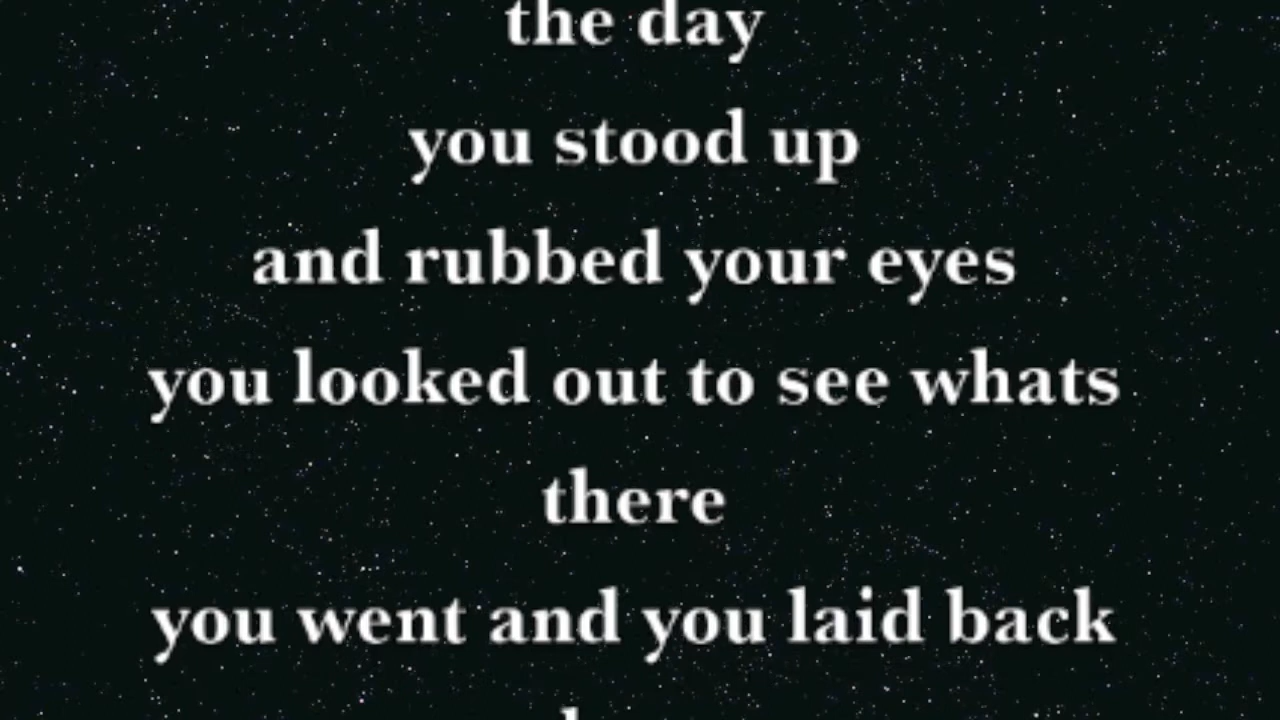 the day
you stood up
and rubbed your eyes
you looked out to see whats
there
you went and you laid back